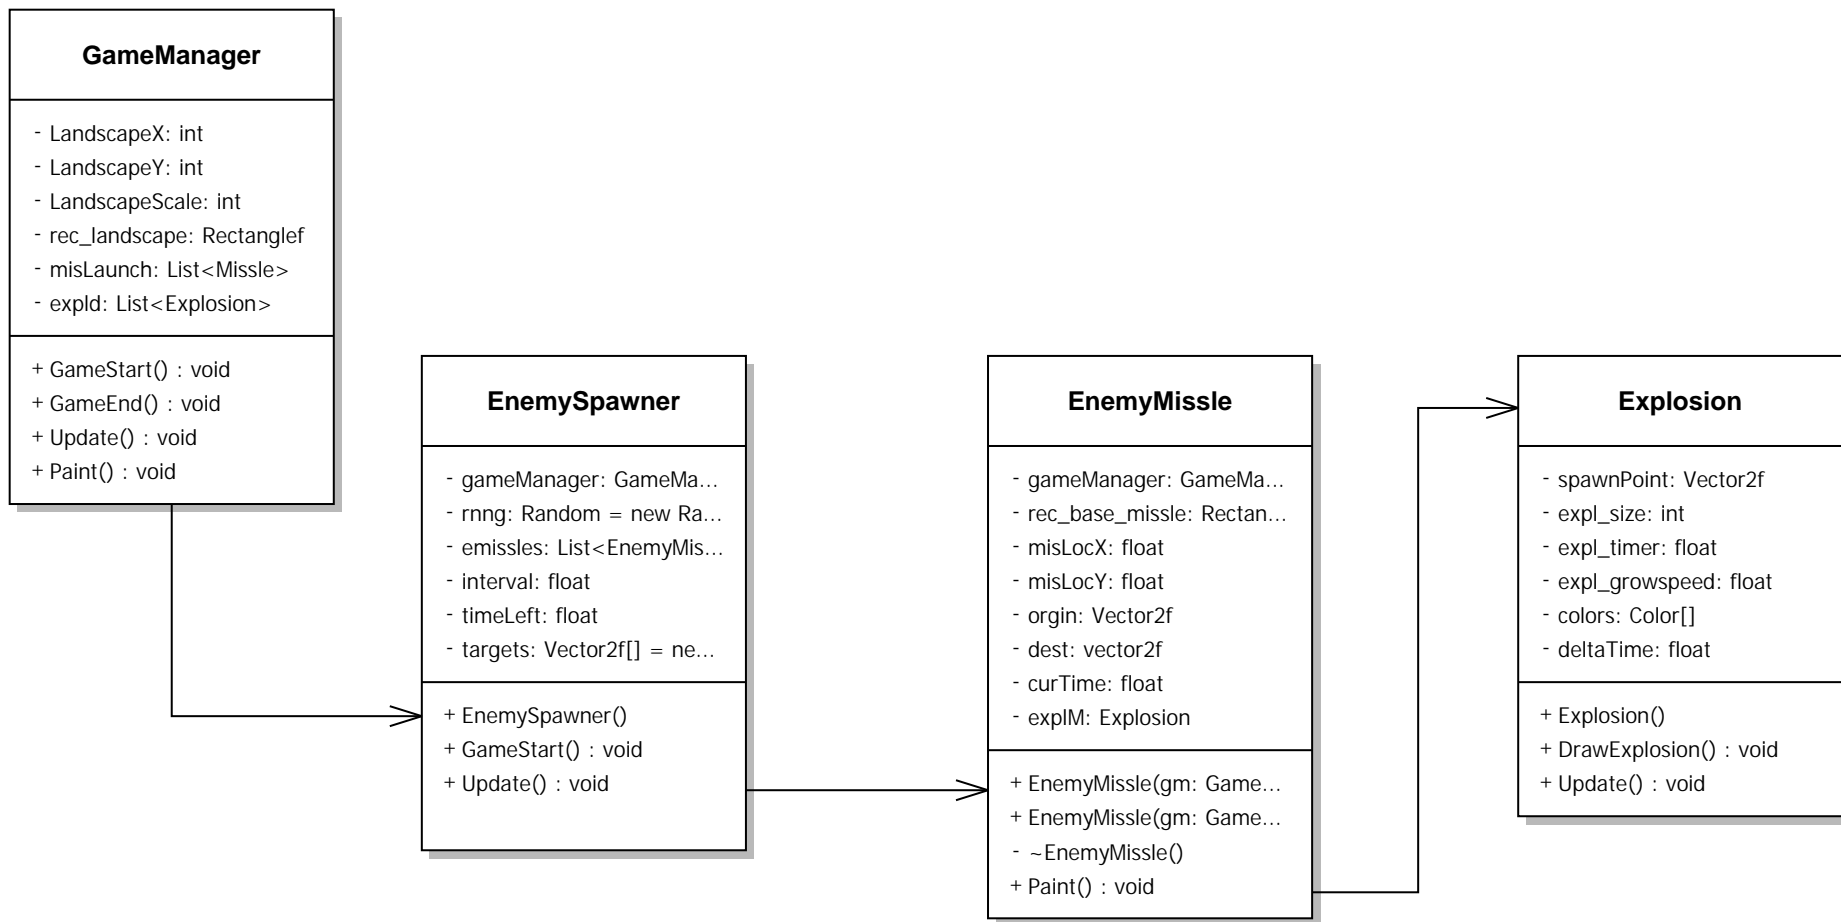 GameManager
- LandscapeX: int
- LandscapeY: int
- LandscapeScale: int
- rec_landscape: Rectanglef
- misLaunch: List<Missle>
- expld: List<Explosion>
+ GameStart() : void
+ GameEnd() : void
+ Update() : void
+ Paint() : void
EnemySpawner
- gameManager: GameMa...
- rnng: Random = new Ra...
- emissles: List<EnemyMis...
- interval: float
- timeLeft: float
- targets: Vector2f[] = ne...
+ EnemySpawner()
+ GameStart() : void
+ Update() : void
EnemyMissle
- gameManager: GameMa...
- rec_base_missle: Rectan...
- misLocX: float
- misLocY: float
- orgin: Vector2f
- dest: vector2f
- curTime: float
- explM: Explosion
+ EnemyMissle(gm: Game...
+ EnemyMissle(gm: Game...
- ~EnemyMissle()
+ Paint() : void
Explosion
- spawnPoint: Vector2f
- expl_size: int
- expl_timer: float
- expl_growspeed: float
- colors: Color[]
- deltaTime: float
+ Explosion()
+ DrawExplosion() : void
+ Update() : void